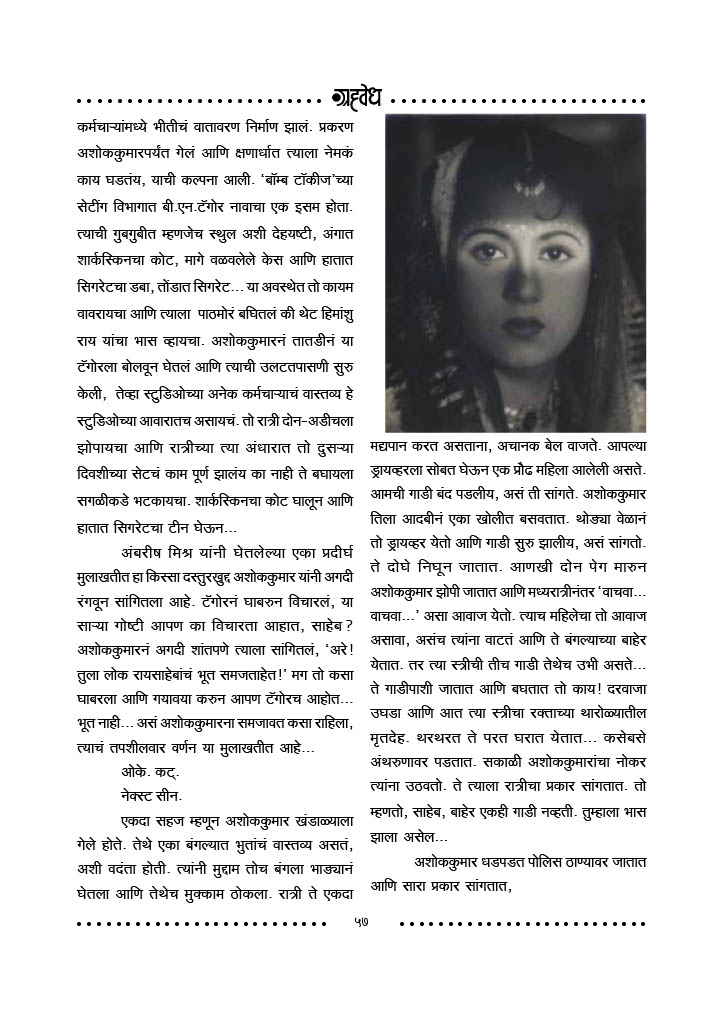 ग्रहवेध
कर्मचाऱ्यांमध्ये भीतीचं वातावरण निर्माण झालं. प्रकरण
अशोककुमारपर्यंत गेलं आणि क्षणार्धात त्याला नेमकं
काय घडतंय, याची कल्पना आली. ‘बॉम्ब टॉकीज’च्या
सेटींग विभागात बी.एन.टॅगोर नावाचा एक इसम होता.
त्याची गुबगुबीत म्हणजेच स्थुल अशी देहयष्टी, अंगात
शार्कस्किनचा कोट, मागे वळवलेले केस आणि हातात
सिगरेटचा डबा, तोंडात सिगरेट... या अवस्थेत तो कायम
वावरायचा आणि त्याला पाठमोरं बघितलं की थेट हिमांशु
राय यांचा भास व्हायचा. अशोककुमारनं तातडीनं या
टॅगोरला बोलवून घेतलं आणि त्याची उलटतपासणी सुरु
केली, तेव्हा स्टुडिओच्या अनेक कर्मचाऱ्याचं वास्तव्य हे
स्टुडिओच्या आवारातच असायचं. तो रात्री दोन-अडीचला
झोपायचा आणि रात्रीच्या त्या अंधारात तो दुसऱ्या
दिवशीच्या सेटचं काम पूर्ण झालंय का नाही ते बघायला
सगळीकडे भटकायचा. शार्कस्किनचा कोट घालून आणि
हातात सिगरेटचा टीन घेऊन...
अंबरीष मिश्र यांनी घेतलेल्या एका प्रदीर्घ
मुलाखतीत हा किस्सा दस्तुरखुद्द अशोककुमार यांनी अगदी
रंगवून सांगितला आहे. टॅगोरनं घाबरुन विचारलं, या
साऱ्या गोष्टी आपण का विचारता आहात, साहेब?
अशोककुमारनं अगदी शांतपणे त्याला सांगितलं, ‘अरे!
तुला लोक रायसाहेबांचं भूत समजताहेत!’ मग तो कसा
घाबरला आणि गयावया करुन आपण टॅगोरच आहोत...
भूत नाही... असं अशोककुमारना समजावत कसा राहिला,
त्याचं तपशीलवार वर्णन या मुलाखतीत आहे...
ओके. कट्.
नेक्स्ट सीन.
एकदा सहज म्हणून अशोककुमार खंडाळ्याला
गेले होते. तेथे एका बंगल्यात भुतांचं वास्तव्य असतं,
अशी वदंता होती. त्यांनी मुद्दाम तोच बंगला भाड्यानं
घेतला आणि तेथेच मुक्काम ठोकला. रात्री ते एकदा
मद्यपान करत असताना, अचानक बेल वाजते. आपल्या
ड्रायव्हरला सोबत घेऊन एक प्रौढ महिला आलेली असते.
आमची गाडी बंद पडलीय, असं ती सांगते. अशोककुमार
तिला आदबीनं एका खोलीत बसवतात. थोड्या वेळानं
तो ड्रायव्हर येतो आणि गाडी सुरु झालीय, असं सांगतो.
ते दोघे निघून जातात. आणखी दोन पेग मारुन
अशोककुमार झोपी जातात आणि मध्यरात्रीनंतर ‘वाचवा...
वाचवा...’ असा आवाज येतो. त्याच महिलेचा तो आवाज
असावा, असंच त्यांना वाटतं आणि ते बंगल्याच्या बाहेर
येतात. तर त्या स्त्रीची तीच गाडी तेथेच उभी असते...
ते गाडीपाशी जातात आणि बघतात तो काय! दरवाजा
उघडा आणि आत त्या स्त्रीचा रक्ताच्या थारोळ्यातील
मृतदेह. थरथरत ते परत घरात येतात... कसेबसे
अंथरुणावर पडतात. सकाळी अशोककुमारांचा नोकर
त्यांना उठवतो. ते त्याला रात्रीचा प्रकार सांगतात. तो
म्हणतो, साहेब, बाहेर एकही गाडी नव्हती. तुम्हाला भास
झाला असेल...
अशोककुमार धडपडत पोलिस ठाण्यावर जातात
आणि सारा प्रकार सांगतात,
५७